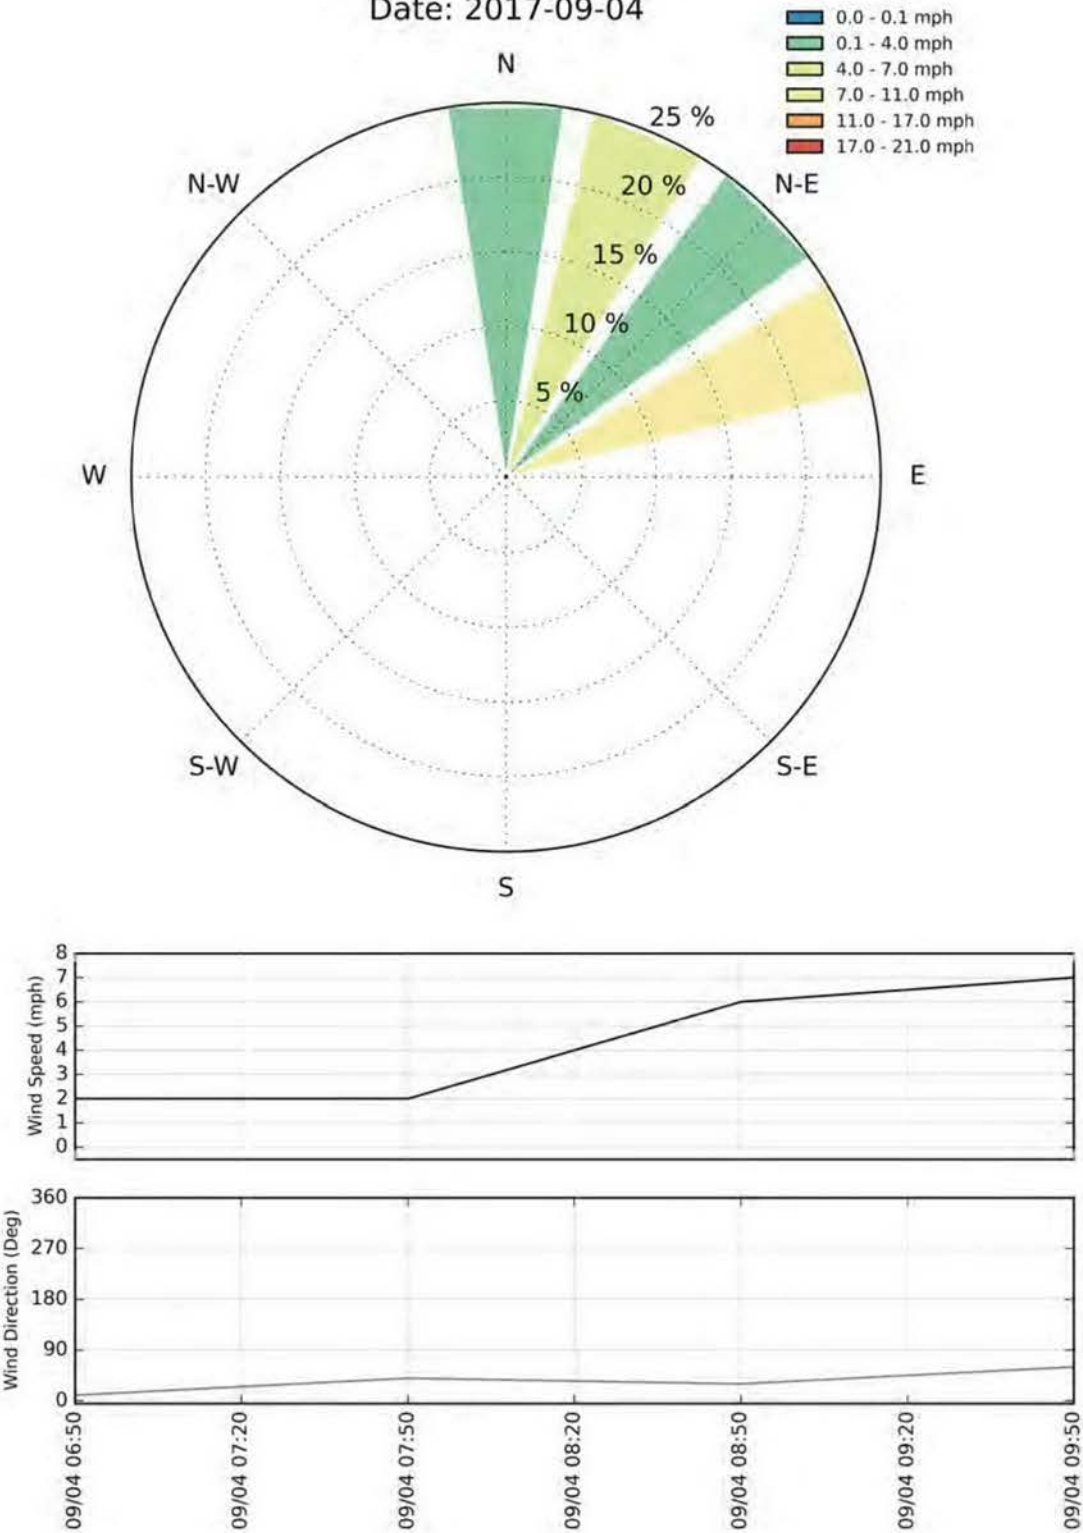 Date: 2017-09-04
0.0 - 0.1 mph
0.1 - 4.0 mph
4.0 - 7.0 mph
7.0 - 11.0 mph
11.0 - 17.0 mph
17.0 - 21.0 mph
N
25 %
N-W
20 %
N-E
15 %
10 %
5 %
W
E
S-W
S-E
S
Wind Speed (mph)
8
7
6
5
4
3
2
1
0
Wind Direction (Deg)
360
270
180
90
0
09/04 06:50
09/04 07:20
09/04 07:50
09/04 08:20
09/04 08:50
09/04 09:20
09/04 09:50